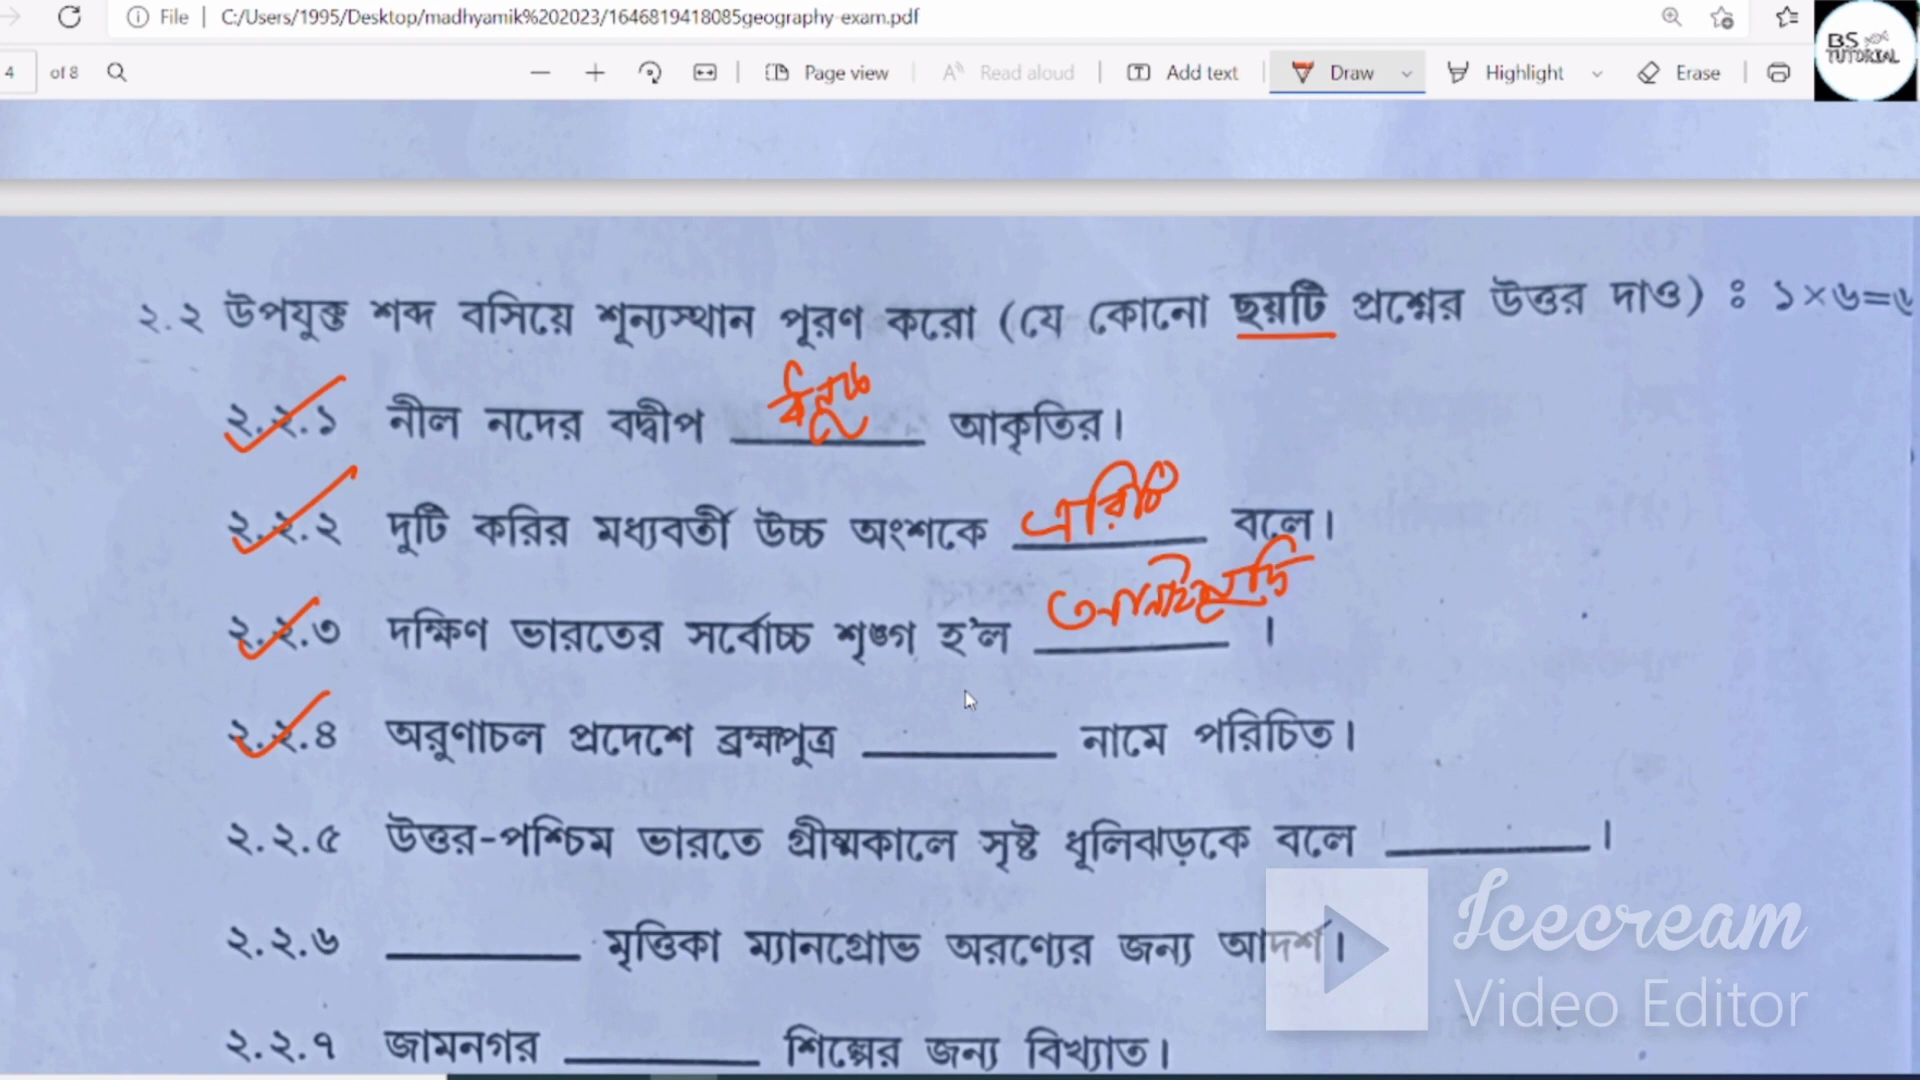 File | C:/Users/1995/Desktop/madhyamik%202023/1646819418085geography-exam.pdf
BS TUTORIAL
4 of 8 Page view Read aloud Add text Draw Highlight Erase
২.২ উপযুক্ত শব্দ বসিয়ে শূন্যস্থান পূরণ করো (যে কোনো ছয়টি প্রশ্নের উত্তর দাও) : ১×৬=৬
২.২.১ নীল নদের বদ্বীপ ________ আকৃতির।
২.২.২ দুটি করির মধ্যবর্তী উচ্চ অংশকে এরিটি বলে।
২.২.৩ দক্ষিণ ভারতের সর্বোচ্চ শৃঙ্গ হ'ল আনাইমুডি ।
২.২.৪ অরুণাচল প্রদেশে ব্রহ্মপুত্র ________ নামে পরিচিত।
২.২.৫ উত্তর-পশ্চিম ভারতে গ্রীষ্মকালে সৃষ্ট ধূলিঝড়কে বলে ________ ।
২.২.৬ ________ মৃত্তিকা ম্যানগ্রোভ অরণ্যের জন্য আদর্শ।
২.২.৭ জামনগর ________ শিল্পের জন্য বিখ্যাত।
Icecream
Video Editor